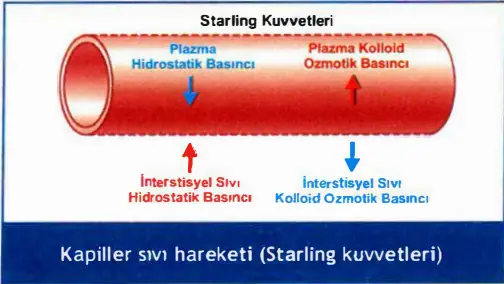 Starling Kuvvetleri
Plazma
Hidrostatik Basıncı
Plazma Kolloid
Ozmotik Basıncı
İnterstisyel Sıvı
Hidrostatik Basıncı
İnterstisyel Sıvı
Kolloid Ozmotik Basıncı
Kapiller sıvı hareketi (Starling kuvvetleri)